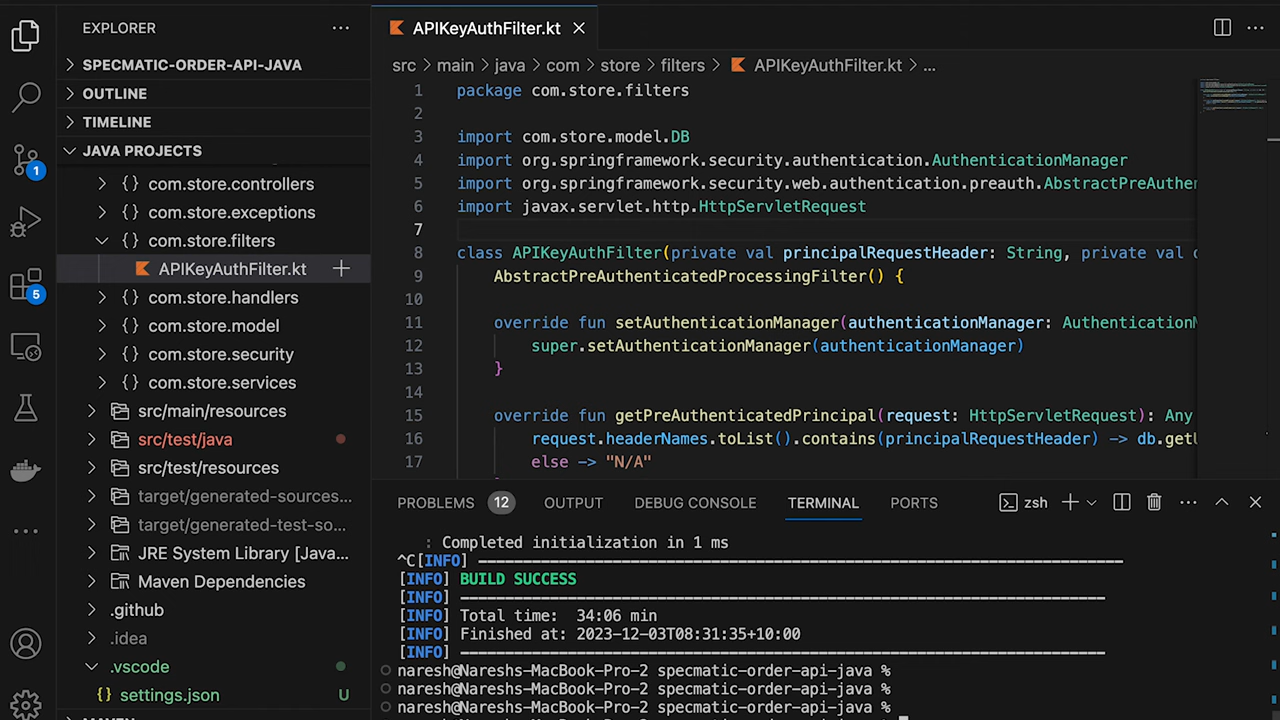 EXPLORER
SPECMATIC-ORDER-API-JAVA
OUTLINE
TIMELINE
JAVA PROJECTS
{} com.store.controllers
{} com.store.exceptions
{} com.store.filters
APIKeyAuthFilter.kt
{} com.store.handlers
{} com.store.model
{} com.store.security
{} com.store.services
src/main/resources
src/test/java
src/test/resources
target/generated-sources...
target/generated-test-so...
JRE System Library [Java...
Maven Dependencies
.github
.idea
.vscode
{} settings.json U
1
5
APIKeyAuthFilter.kt
src > main > java > com > store > filters > APIKeyAuthFilter.kt > ...
1 package com.store.filters
2
3 import com.store.model.DB
4 import org.springframework.security.authentication.AuthenticationManager
5 import org.springframework.security.web.authentication.preauth.AbstractPreAuthen
6 import javax.servlet.http.HttpServletRequest
7
8 class APIKeyAuthFilter(private val principalRequestHeader: String, private val d
9 AbstractPreAuthenticatedProcessingFilter() {
10
11 override fun setAuthenticationManager(authenticationManager: AuthenticationM
12 super.setAuthenticationManager(authenticationManager)
13 }
14
15 override fun getPreAuthenticatedPrincipal(request: HttpServletRequest): Any
16 request.headerNames.toList().contains(principalRequestHeader) -> db.getU
17 else -> "N/A"
PROBLEMS 12 OUTPUT DEBUG CONSOLE TERMINAL PORTS zsh
: Completed initialization in 1 ms
^C[INFO] ------------------------------------------------------------------------
[INFO] BUILD SUCCESS
[INFO] ------------------------------------------------------------------------
[INFO] Total time:  34:06 min
[INFO] Finished at: 2023-12-03T08:31:35+10:00
[INFO] ------------------------------------------------------------------------
naresh@Nareshs-MacBook-Pro-2 specmatic-order-api-java %
naresh@Nareshs-MacBook-Pro-2 specmatic-order-api-java %
naresh@Nareshs-MacBook-Pro-2 specmatic-order-api-java %